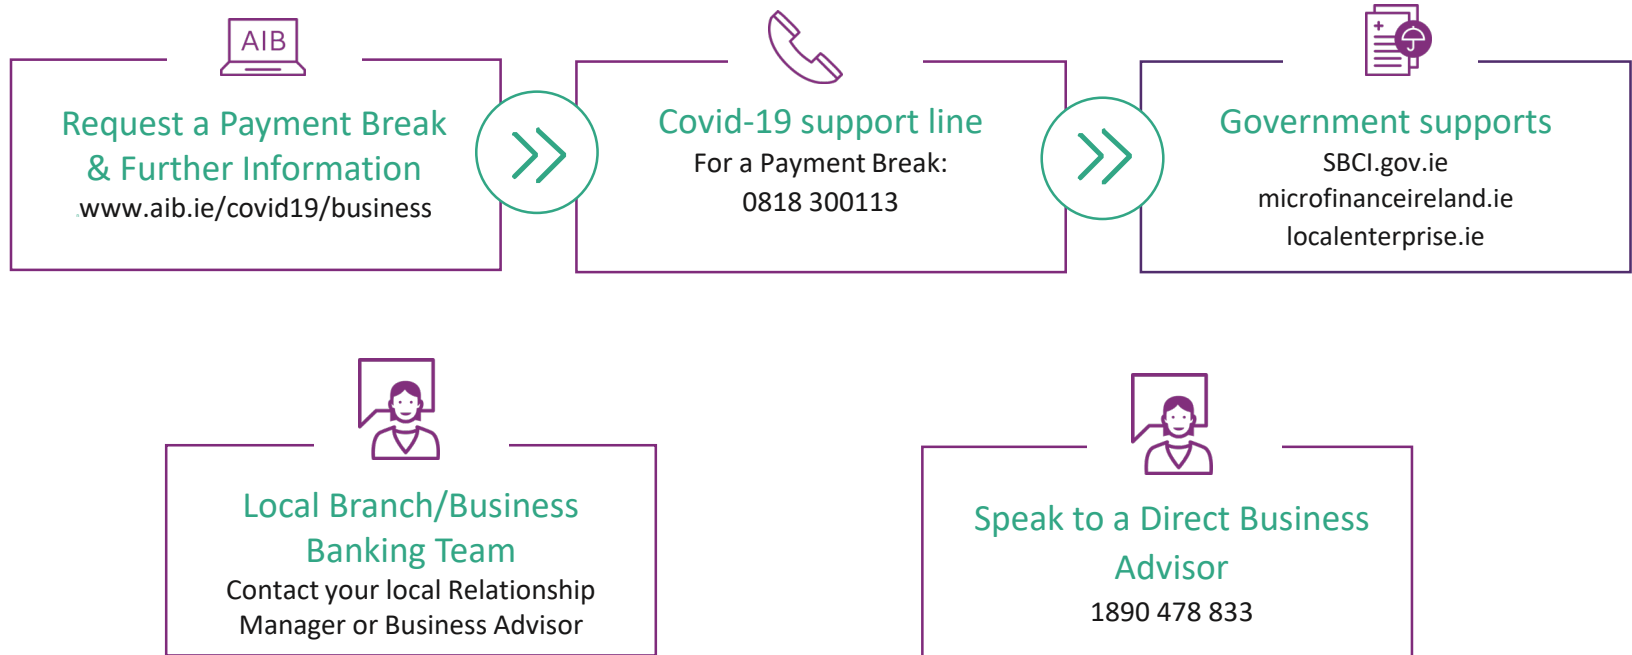 AIB
Request a Payment Break
& Further Information
.www.aib.ie/covid19/business
Covid-19 support line
For a Payment Break:
0818 300113
Government supports
SBCI.gov.ie
microfinanceireland.ie
localenterprise.ie
Local Branch/Business
Banking Team
Contact your local Relationship
Manager or Business Advisor
Speak to a Direct Business
Advisor
1890 478 833